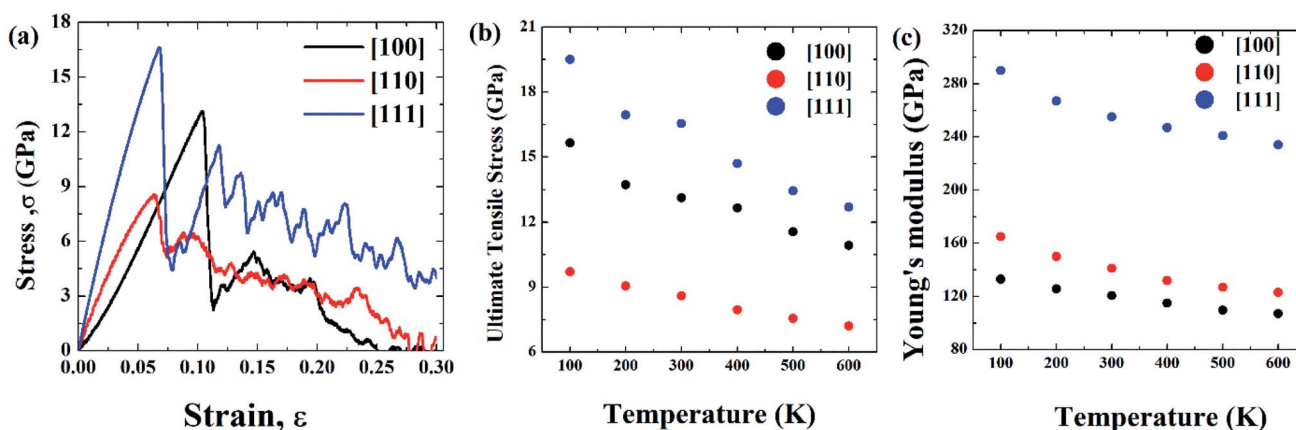 (a)
Stress ,σ (GPa)
18
15
12
9
6
3
0
0.00 0.05 0.10 0.15 0.20 0.25 0.30
Strain, ε
[100]
[110]
[111]
(b)
Ultimate Tensile Stress (GPa)
21
18
15
12
9
6
100 200 300 400 500 600
Temperature (K)
[100]
[110]
[111]
(c)
Young's modulus (GPa)
320
280
240
200
160
120
80
100 200 300 400 500 600
Temperature (K)
[100]
[110]
[111]